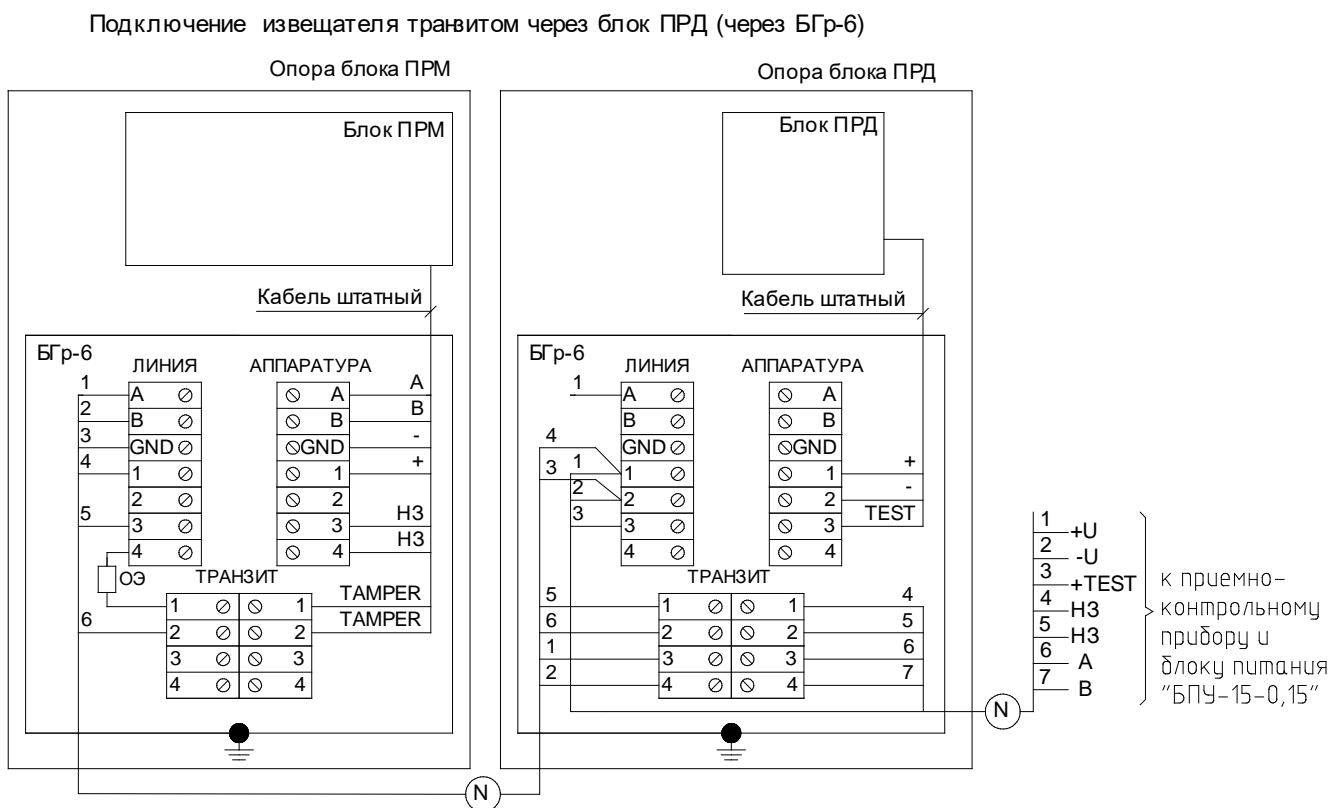 Подключение извещателя транзитом через блок ПРД (через БГр-6)
Опора блока ПРМ
Блок ПРМ
Кабель штатный
БГр-6
ЛИНИЯ
АППАРАТУРА
1 A A A
2 B B B
3 GND GND -
4 1 1 +
2 2
5 3 3 НЗ
4 4 НЗ
ОЭ
ТРАНЗИТ
1 1 TAMPER
6 2 2 TAMPER
3 3
4 4
N
Опора блока ПРД
Блок ПРД
Кабель штатный
БГр-6
ЛИНИЯ
АППАРАТУРА
1 A A
B B
4 GND GND
3 1 1 1 +
2 2 2 -
3 3 3 TEST
4 4
ТРАНЗИТ
5 1 1 4
6 2 2 5
1 3 3 6
2 4 4 7
N
1 +U
2 -U
3 +TEST
4 НЗ
5 НЗ
6 A
7 B
к приемно-
контрольному
прибору и
блоку питания
"БПУ-15-0,15"